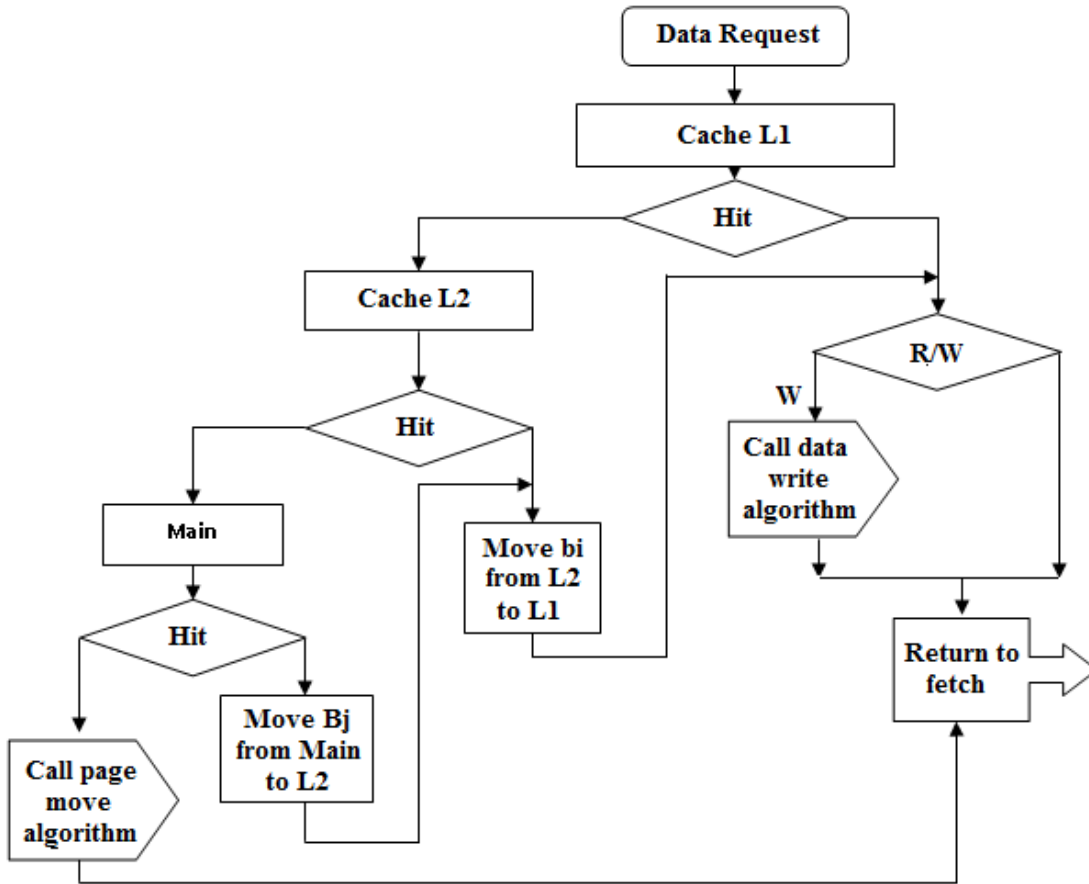 Data Request
Cache L1
Hit
Cache L2
R/W
W
Hit
Call data
write
algorithm
Main
Move bi
from L2
to L1
Hit
Return to
fetch
Move Bj
from Main
to L2
Call page
move
algorithm